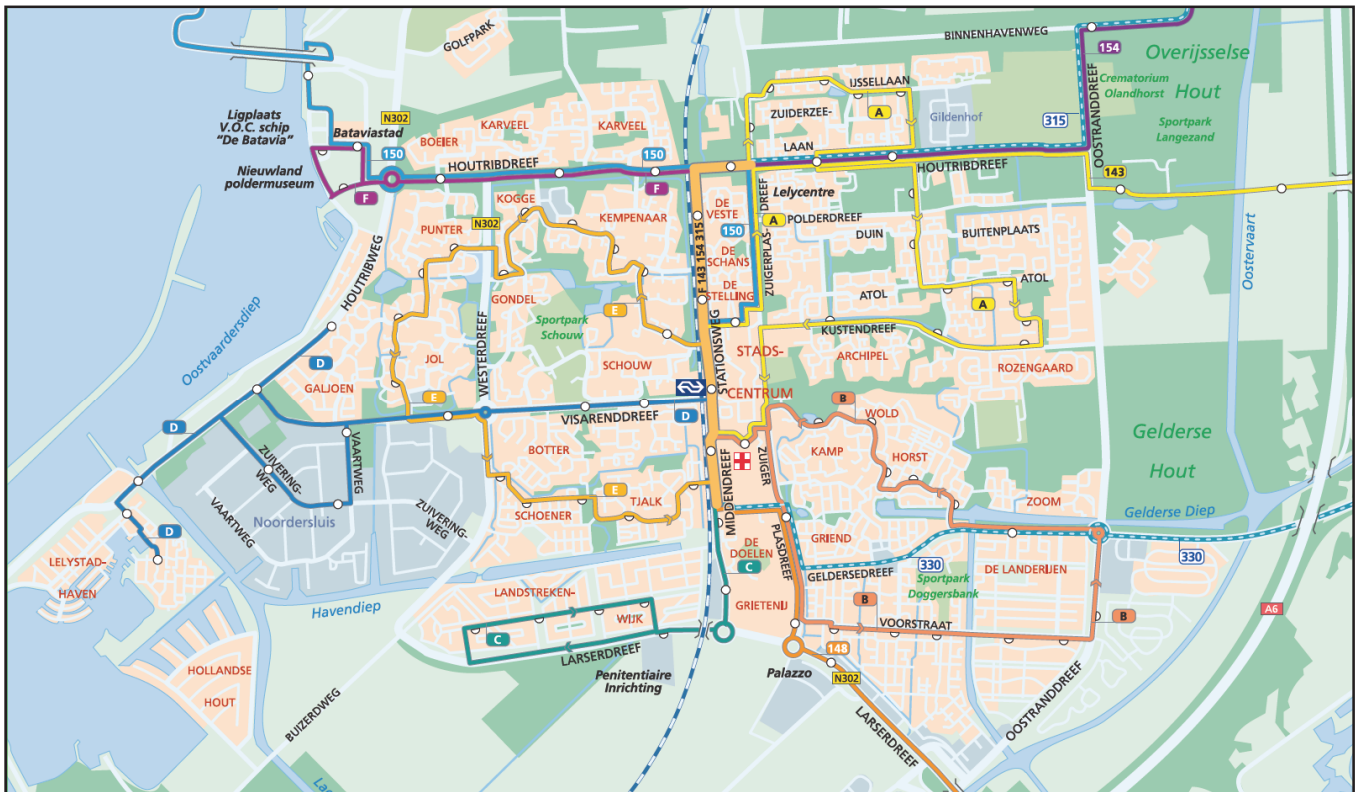 GOLFPARK
BINNENHAVENWEG
154
Overijsselse
Hout
Crematorium
Olandhorst
Sportpark
Langezand
OOSTRANDDREEF
315
IJSSELLAAN
A
ZUIDERZEE-
LAAN
Gildenhof
Ligplaats
V.O.C. schip
"De Batavia"
N302
Bataviastad
150
KARVEEL
KARVEEL
BOEIER
HOUTRIBDREEF
150
F
HOUTRIBDREEF
143
Nieuwland
poldermuseum
F
Lelycentre
KOGGE
N302
KEMPENAAR
PUNTER
DE
VESTE
150
DE
SCHANS
DE
STELLING
F 143 154 315
A
POLDERDREEF
ZUIGERPLAS-
DREEF
DUIN
BUITENPLAATS
Oostervaart
HOUTRIBWEG
GONDEL
Sportpark
Schouw
E
ATOL
ATOL
A
Oostvaardersdiep
KUSTENDREEF
STADS-
CENTRUM
ARCHIPEL
ROZENGAARD
D
GALJOEN
JOL
WESTERDREEF
SCHOUW
STATIONSWEG
E
VISARENDDREEF
D
B
WOLD
D
VAARTWEG
ZUIVERING-
WEG
BOTTER
ZUIGER
KAMP
HORST
Gelderse
Hout
VAARTWEG
Noordersluis
ZUIVERING-
WEG
E
TJALK
SCHOENER
MIDDENDREEF
ZOOM
Gelderse Diep
D
DE
DOELEN
C
PLASDREEF
GRIEND
GELDERSEDREEF
330
330
LELYSTAD-
HAVEN
Sportpark
Doggersbank
DE LANDERIJEN
Havendiep
LANDSTREKEN-
WIJK
C
GRIETENIJ
B
VOORSTRAAT
B
A6
LARSERDREEF
148
HOLLANDSE
HOUT
Penitentiaire
Inrichting
Palazzo
N302
BUIZERDWEG
LARSERDREEF
OOSTRANDDREEF